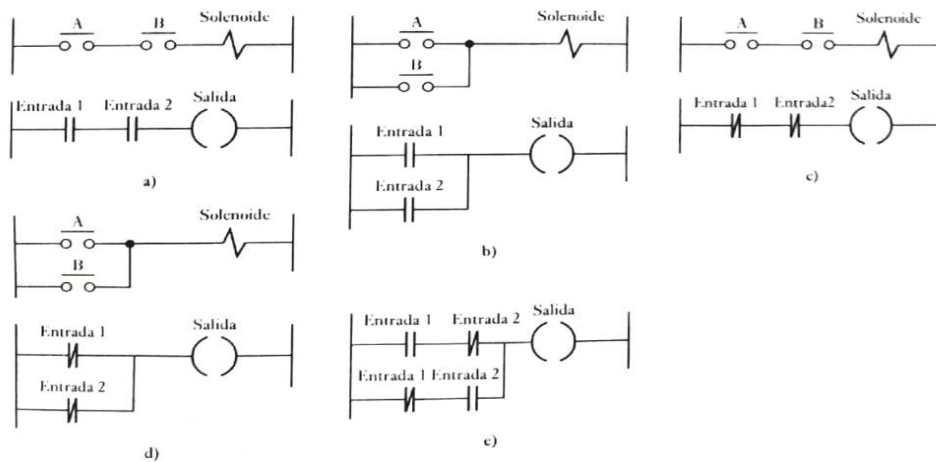 A B Solenoide
Entrada 1 Entrada 2 Salida
a)
A Solenoide
B
Entrada 1 Salida
Entrada 2
b)
A B Solenoide
Entrada 1 Entrada2 Salida
c)
A Solenoide
B
Entrada 1 Salida
Entrada 2
d)
Entrada 1 Entrada 2 Salida
Entrada 1 Entrada 2
e)